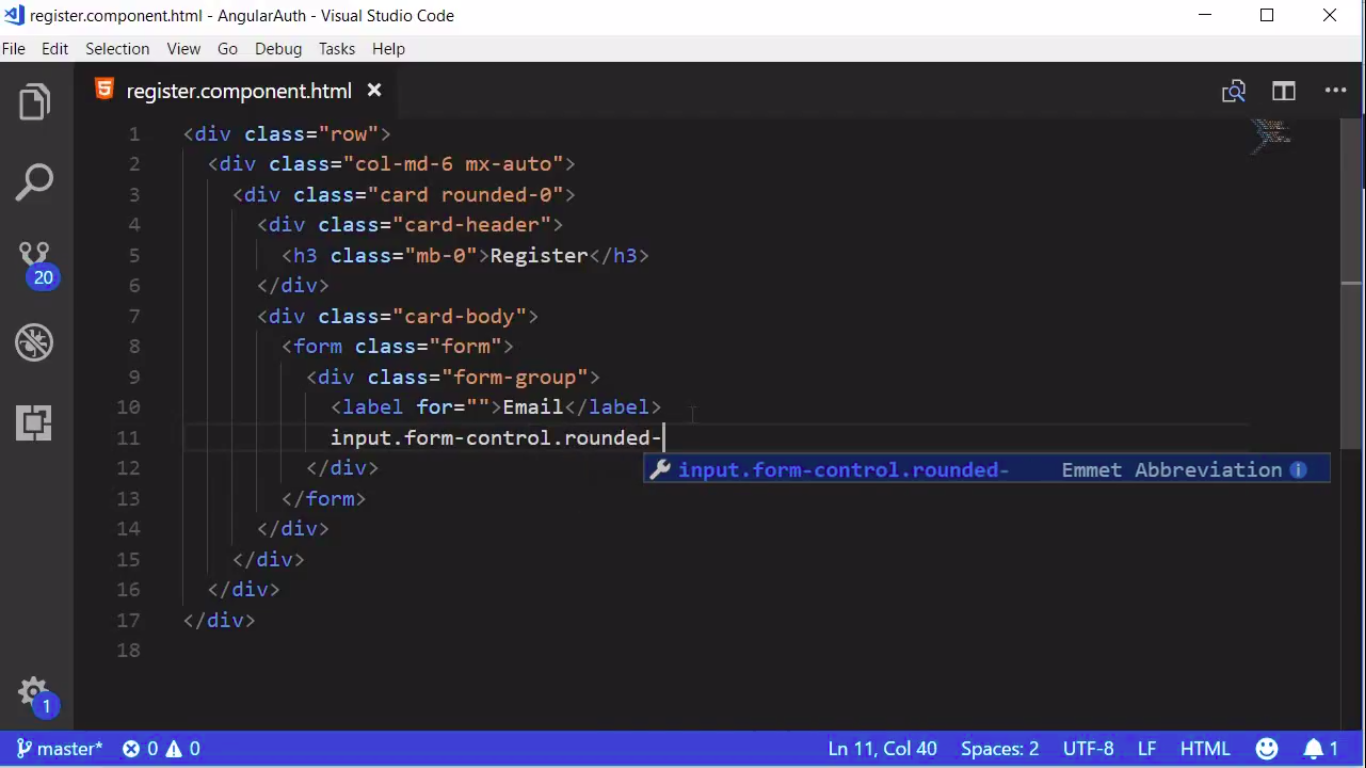 register.component.html - AngularAuth - Visual Studio Code
File Edit Selection View Go Debug Tasks Help
register.component.html
1 <div class="row">
2 <div class="col-md-6 mx-auto">
3 <div class="card rounded-0">
4 <div class="card-header">
5 <h3 class="mb-0">Register</h3>
6 </div>
7 <div class="card-body">
8 <form class="form">
9 <div class="form-group">
10 <label for="">Email</label>
11 input.form-control.rounded-
input.form-control.rounded- Emmet Abbreviation
12 </div>
13 </form>
14 </div>
15 </div>
16 </div>
17 </div>
18
20
1
master* 0 0 Ln 11, Col 40 Spaces: 2 UTF-8 LF HTML 1